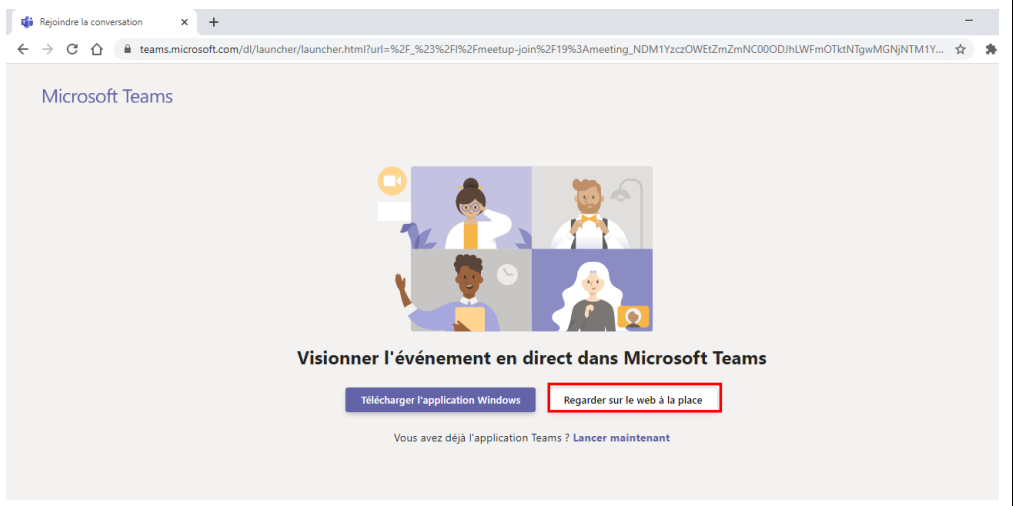 Rejoindre la conversation
teams.microsoft.com/dl/launcher/launcher.html?url=%2F_%23%2Fl%2Fmeetup-join%2F19%3Ameeting_NDM1YzczOWEtZmZmNC00ODJhLWFmOTktNTgwMGNjNTM1Y...
Microsoft Teams
Visionner l'événement en direct dans Microsoft Teams
Télécharger l'application Windows Regarder sur le web à la place
Vous avez déjà l'application Teams ? Lancer maintenant